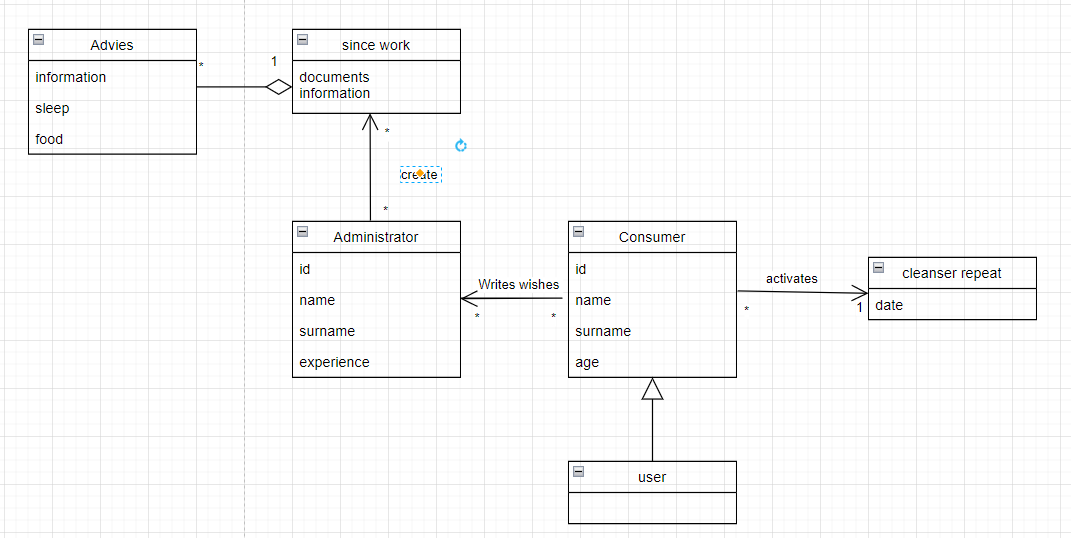 Advies
information
sleep
food
*
1
since work
documents
information
*
create
*
Administrator
id
name
surname
experience
Writes wishes
*
*
Consumer
id
name
surname
age
activates
*
1
cleanser repeat
date
user